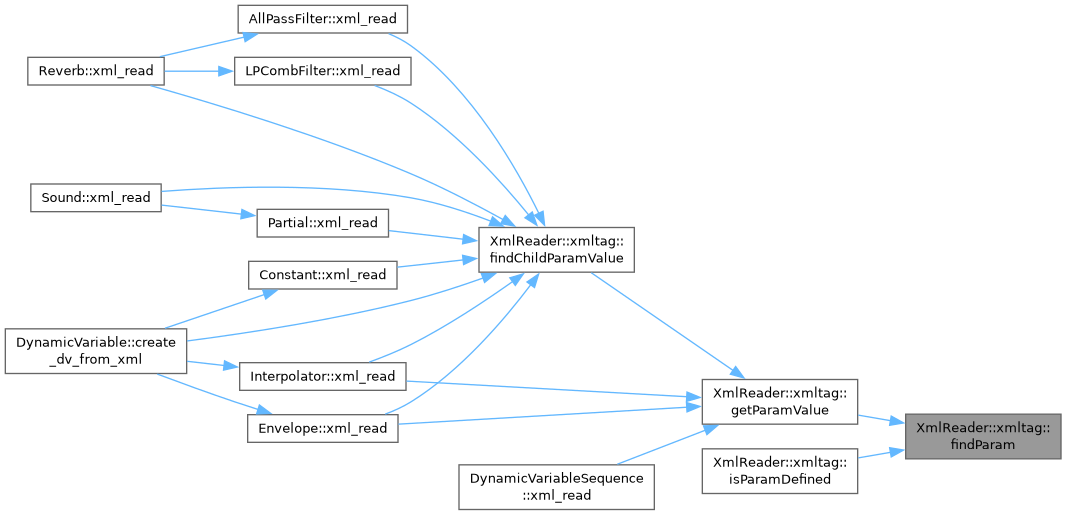 AllPassFilter::xml_read
Reverb::xml_read
LPCombFilter::xml_read
Sound::xml_read
Partial::xml_read
XmlReader::xmltag::
findChildParamValue
Constant::xml_read
DynamicVariable::create
_dv_from_xml
Interpolator::xml_read
Envelope::xml_read
XmlReader::xmltag::
getParamValue
XmlReader::xmltag::
findParam
DynamicVariableSequence
::xml_read
XmlReader::xmltag::
isParamDefined